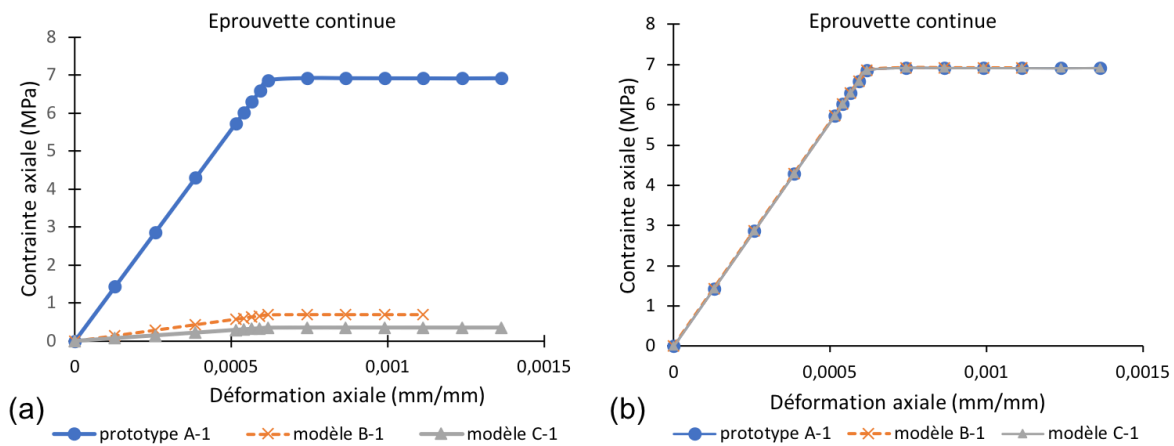 Eprouvette continue
Contrainte axiale (MPa)
8
7
6
5
4
3
2
1
0
0 0,0005 0,001 0,0015
Déformation axiale (mm/mm)
(a)
prototype A-1 modèle B-1 modèle C-1
Eprouvette continue
Contrainte axiale (MPa)
8
7
6
5
4
3
2
1
0
0 0,0005 0,001 0,0015
Déformation axiale (mm/mm)
(b)
prototype A-1 modèle B-1 modèle C-1